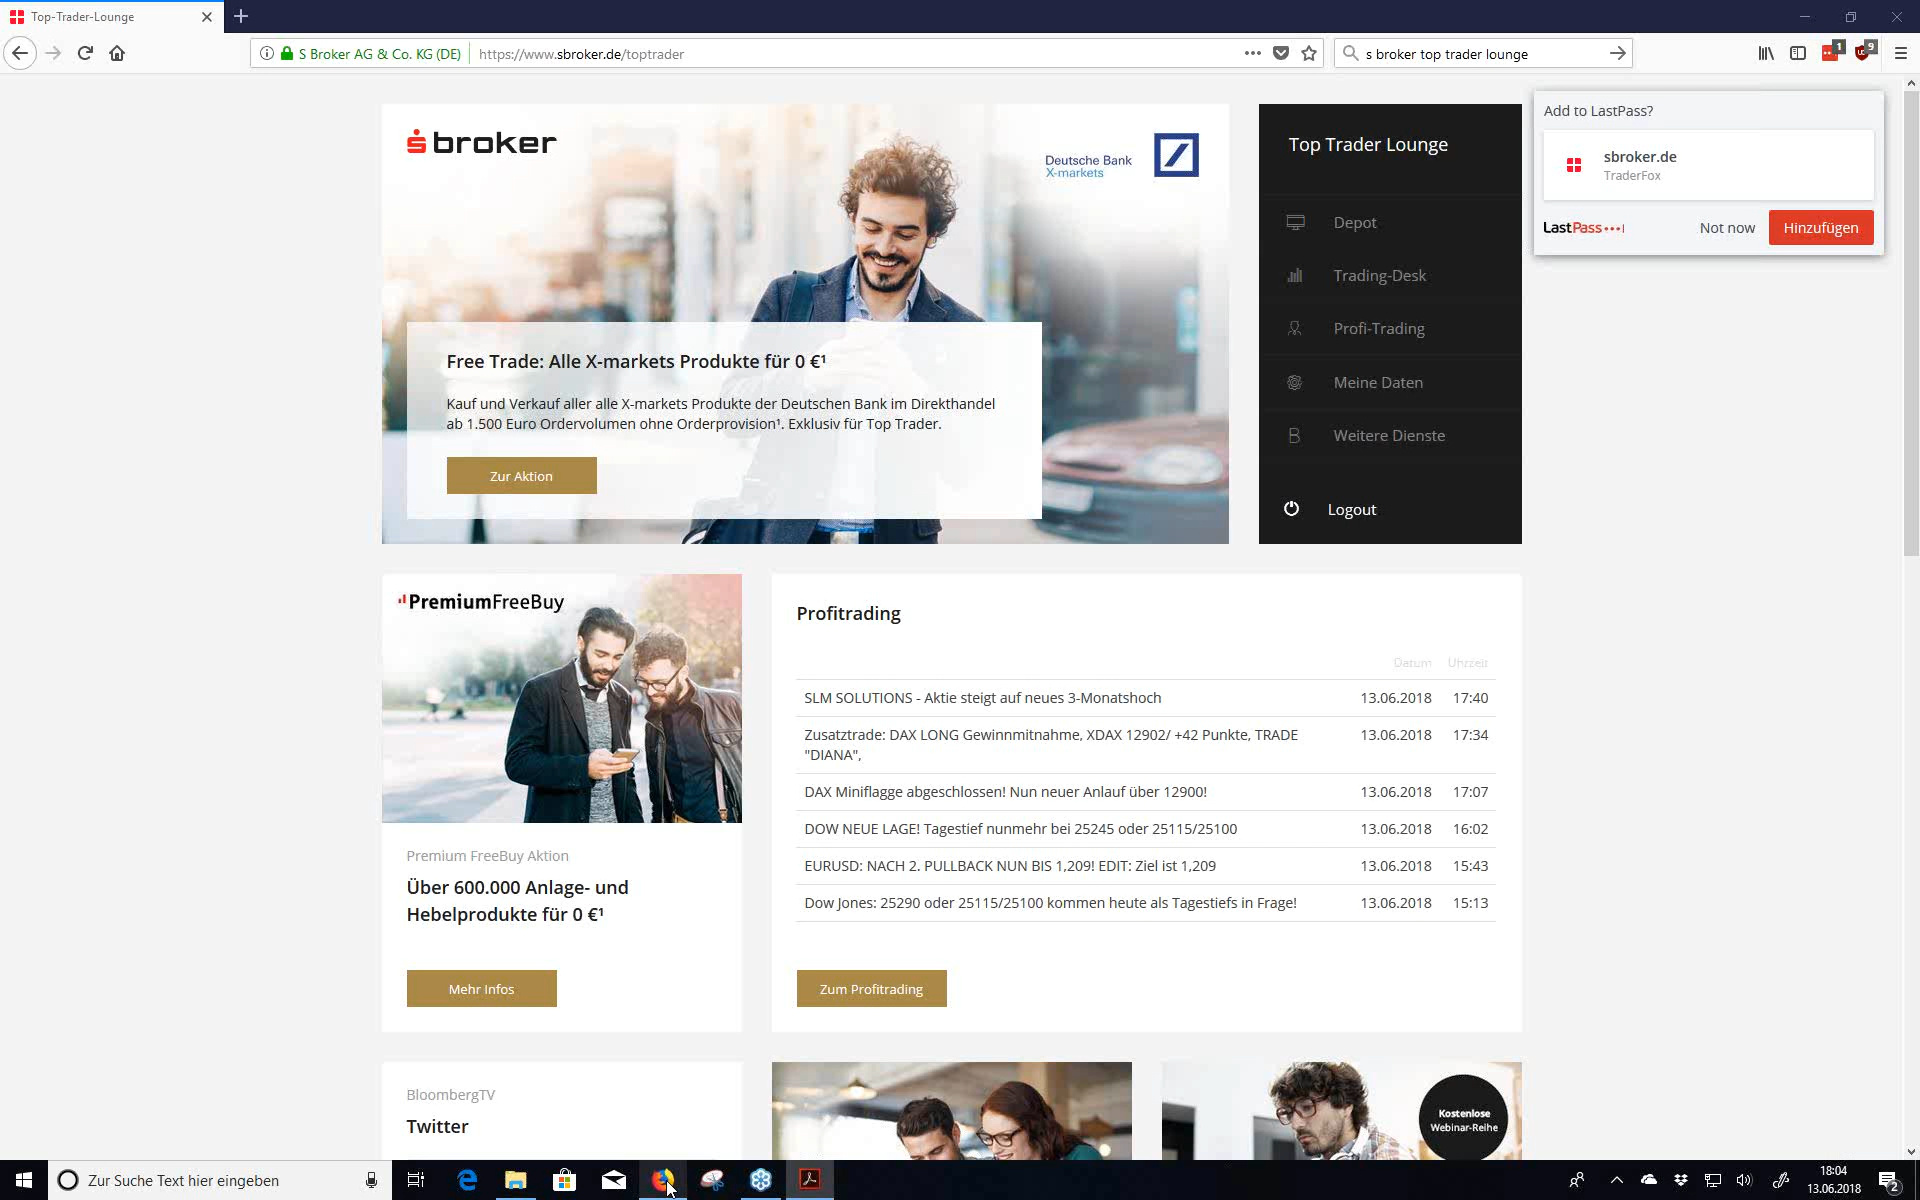 Top-Trader-Lounge
S Broker AG & Co. KG (DE)
https://www.sbroker.de/toptrader
s broker top trader lounge
1
9
Add to LastPass?
sbroker.de
TraderFox
LastPass
Not now
Hinzufügen
broker
Deutsche Bank
X-markets
Free Trade: Alle X-markets Produkte für 0 €¹
Kauf und Verkauf aller alle X-markets Produkte der Deutschen Bank im Direkthandel
ab 1.500 Euro Ordervolumen ohne Orderprovision¹. Exklusiv für Top Trader.
Zur Aktion
Top Trader Lounge
Depot
Trading-Desk
Profi-Trading
Meine Daten
Weitere Dienste
Logout
PremiumFreeBuy
Premium FreeBuy Aktion
Über 600.000 Anlage- und
Hebelprodukte für 0 €¹
Mehr Infos
Profitrading
Datum Uhrzeit
SLM SOLUTIONS - Aktie steigt auf neues 3-Monatshoch 13.06.2018 17:40
Zusatztrade: DAX LONG Gewinnmitnahme, XDAX 12902/ +42 Punkte, TRADE 13.06.2018 17:34
"DIANA",
DAX Miniflagge abgeschlossen! Nun neuer Anlauf über 12900! 13.06.2018 17:07
DOW NEUE LAGE! Tagestief nunmehr bei 25245 oder 25115/25100 13.06.2018 16:02
EURUSD: NACH 2. PULLBACK NUN BIS 1,209! EDIT: Ziel ist 1,209 13.06.2018 15:43
Dow Jones: 25290 oder 25115/25100 kommen heute als Tagestiefs in Frage! 13.06.2018 15:13
Zum Profitrading
BloombergTV
Twitter
Kostenlose
Webinar-Reihe
Zur Suche Text hier eingeben
18:04
13.06.2018
2